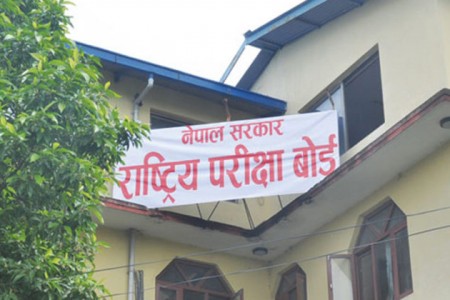 नेपाल सरकार
राष्ट्रिय परीक्षा बोर्ड